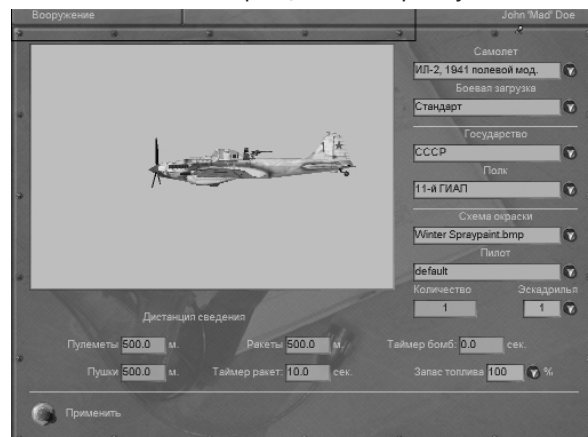 Вооружение
John 'Mad' Doe
Самолет
ИЛ-2, 1941 полевой мод.
Боевая загрузка
Стандарт
Государство
СССР
Полк
11-й ГИАП
Схема окраски
Winter Spraypaint.bmp
Пилот
default
Количество Эскадрилья
1 1
Дистанция сведения
Пулеметы 500.0 м. Ракеты 500.0 м. Таймер бомб. 0.0 сек.
Пушки 500.0 м. Таймер ракет: 10.0 сек. Запас топлива 100 %
Применить